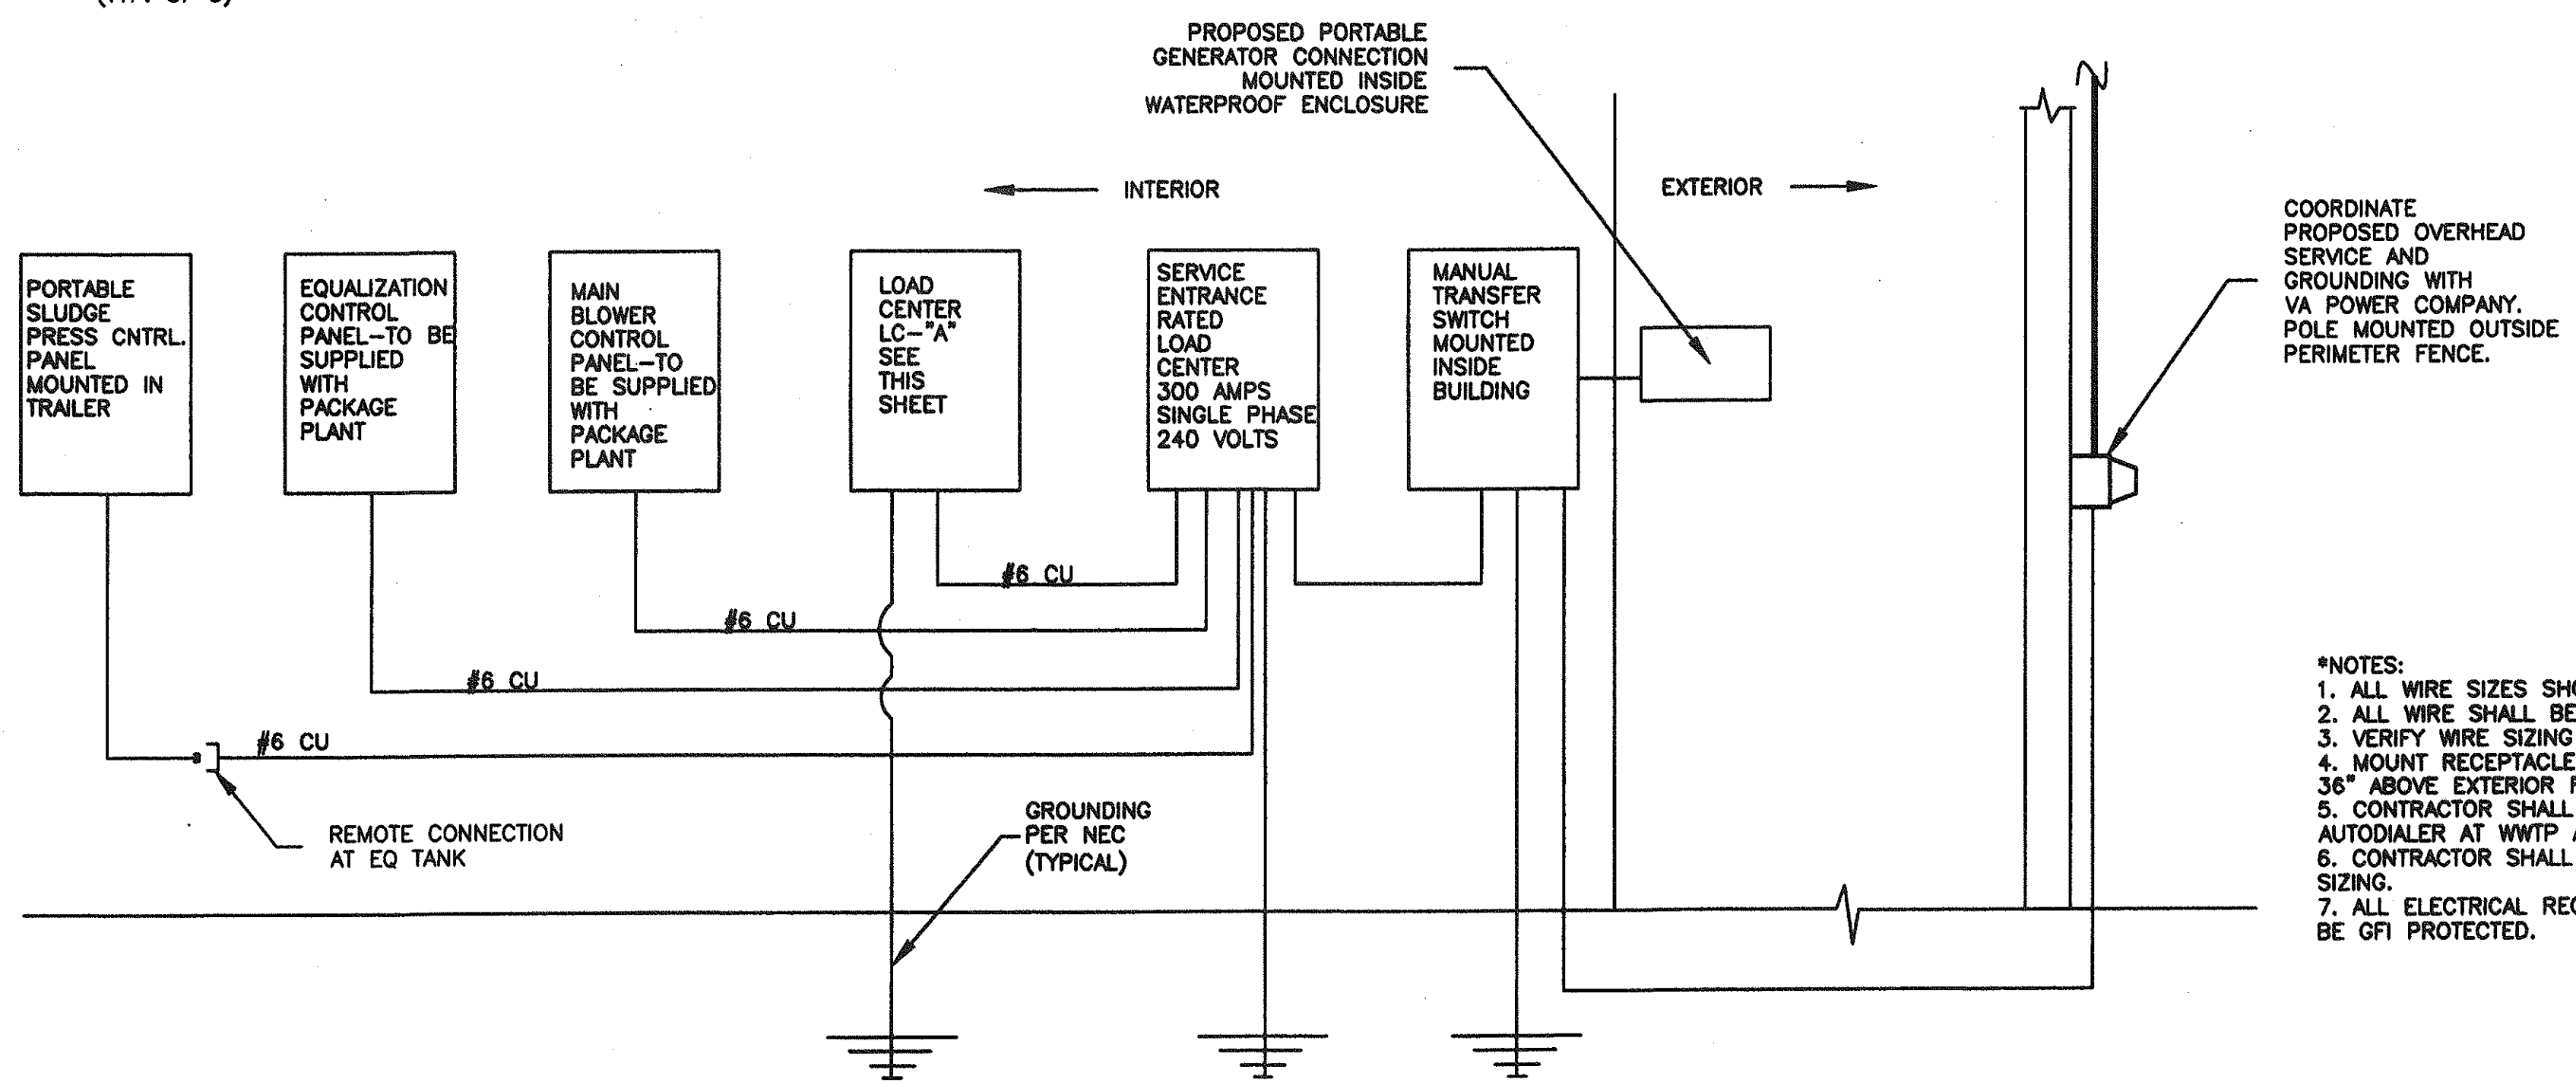 PROPOSED PORTABLE
GENERATOR CONNECTION
MOUNTED INSIDE
WATERPROOF ENCLOSURE
INTERIOR
EXTERIOR
COORDINATE
PROPOSED OVERHEAD
SERVICE AND
GROUNDING WITH
VA POWER COMPANY.
POLE MOUNTED OUTSIDE
PERIMETER FENCE.
PORTABLE
SLUDGE
PRESS CNTRL.
PANEL
MOUNTED IN
TRAILER
EQUALIZATION
CONTROL
PANEL-TO BE
SUPPLIED
WITH
PACKAGE
PLANT
MAIN
BLOWER
CONTROL
PANEL-TO
BE SUPPLIED
WITH
PACKAGE
PLANT
LOAD
CENTER
LC-"A"
SEE
THIS
SHEET
SERVICE
ENTRANCE
RATED
LOAD
CENTER
300 AMPS
SINGLE PHASE
240 VOLTS
MANUAL
TRANSFER
SWITCH
MOUNTED
INSIDE
BUILDING
#6 CU
#6 CU
#6 CU
#6 CU
REMOTE CONNECTION
AT EQ TANK
GROUNDING
PER NEC
(TYPICAL)
*NOTES:
1. ALL WIRE SIZES
2. ALL WIRE SHALL BE
3. VERIFY WIRE SIZING
4. MOUNT RECEPTACLE
36" ABOVE EXTERIOR
5. CONTRACTOR SHALL
AUTODIALER AT WWTP
6. CONTRACTOR SHALL
SIZING.
7. ALL ELECTRICAL
BE GFI PROTECTED.